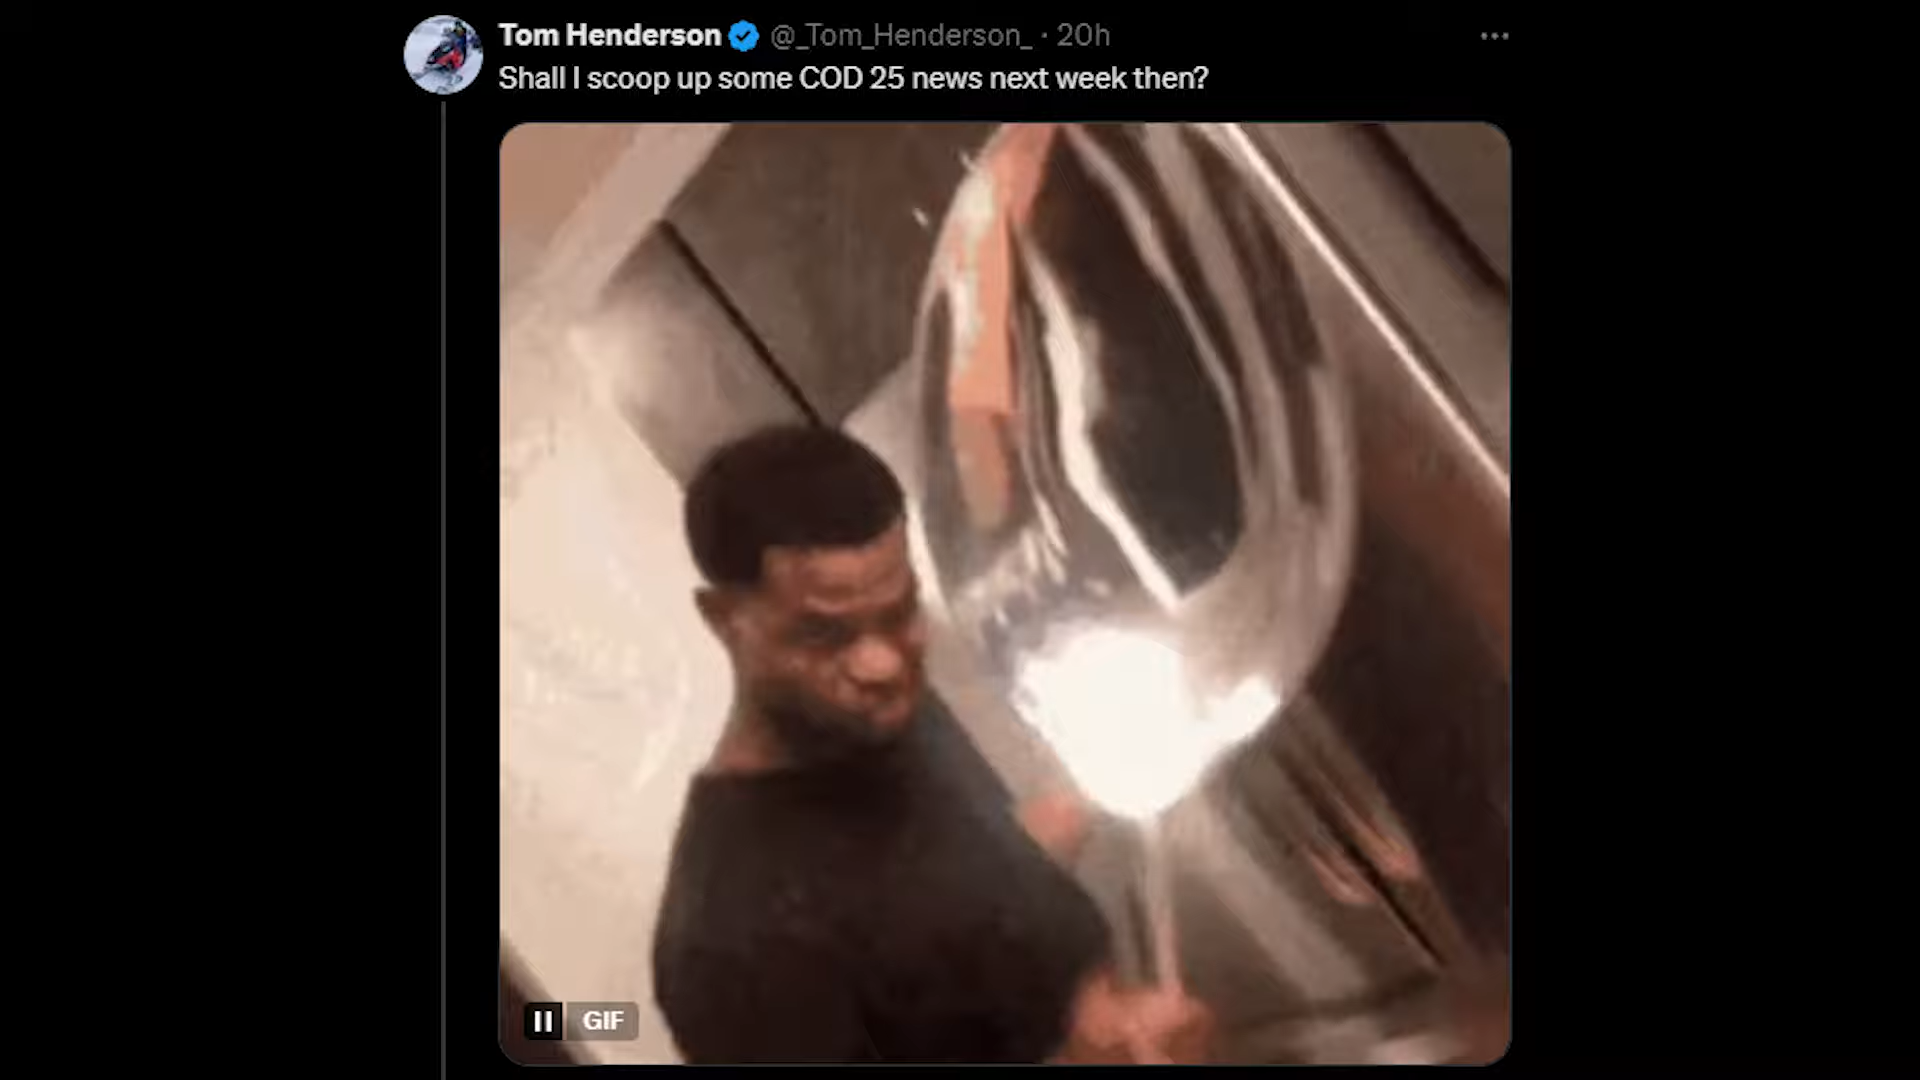 Tom Henderson @_Tom_Henderson_ · 20h
Shall I scoop up some COD 25 news next week then?
GIF